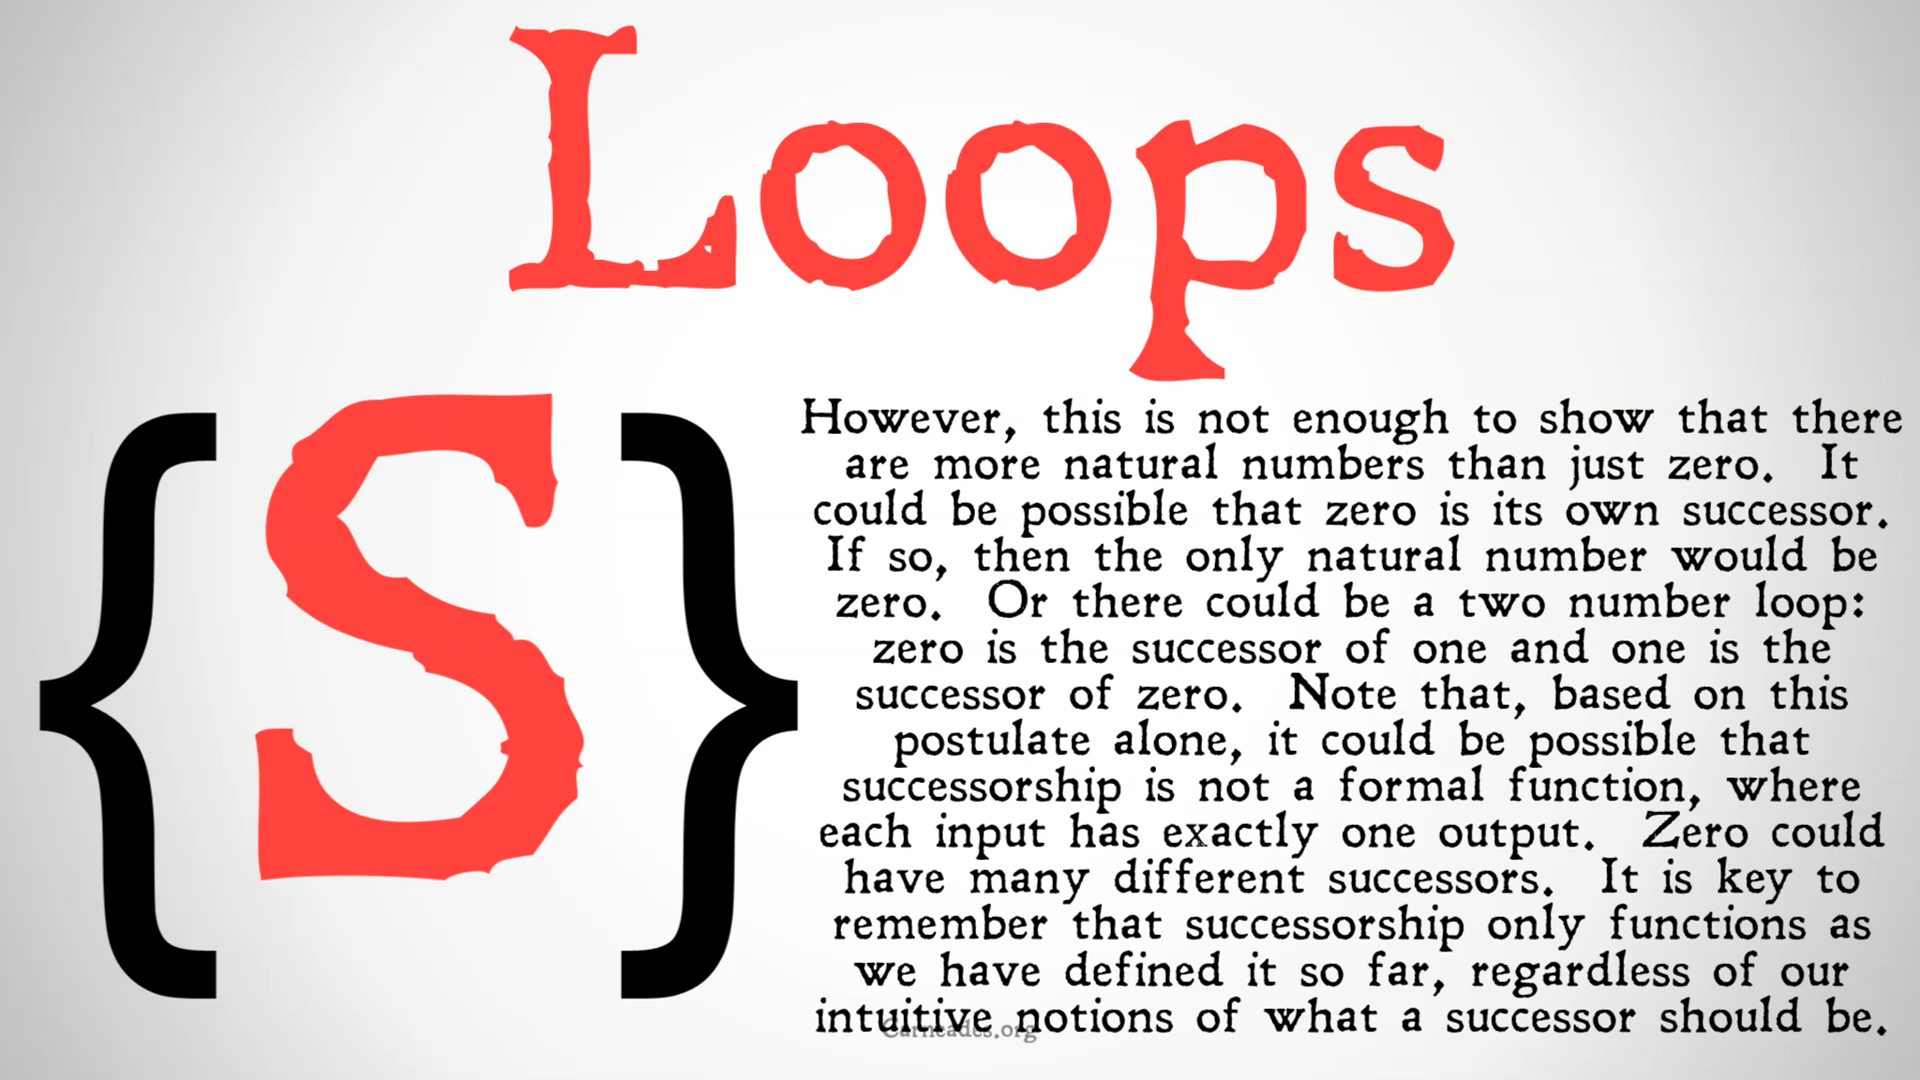 Loops
{S}
However, this is not enough to show that there
are more natural numbers than just zero. It
could be possible that zero is its own successor.
If so, then the only natural number would be
zero. Or there could be a two number loop:
zero is the successor of one and one is the
successor of zero. Note that, based on this
postulate alone, it could be possible that
successorship is not a formal function, where
each input has exactly one output. Zero could
have many different successors. It is key to
remember that successorship only functions as
we have defined it so far, regardless of our
intuitive notions of what a successor should be.
Carneades.org